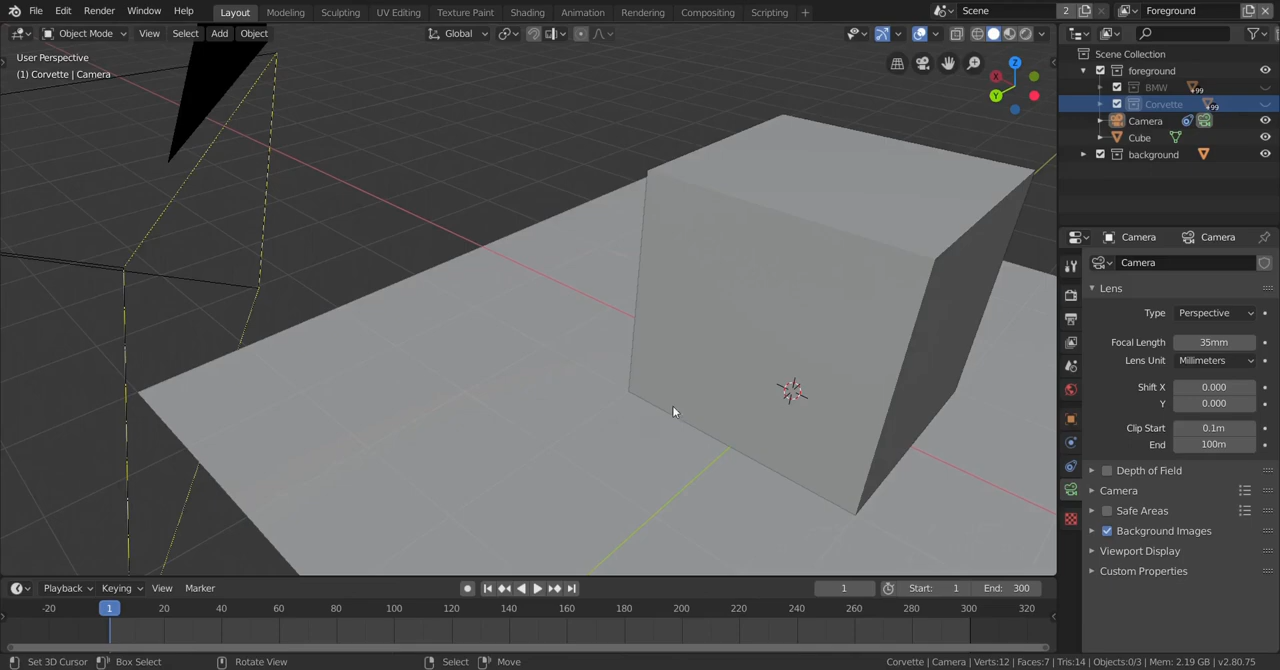 File Edit Render Window Help Layout Modeling Sculpting UV Editing Texture Paint Shading Animation Rendering Compositing Scripting + Scene 2 Foreground
Object Mode View Select Add Object Global
User Perspective
(1) Corvette | Camera
Z
X
Y
Scene Collection
foreground
BMW +99
Corvette +99
Camera
Cube
background
Camera Camera
Camera
Lens
Type Perspective
Focal Length 35mm
Lens Unit Millimeters
Shift X 0.000
Y 0.000
Clip Start 0.1m
End 100m
Depth of Field
Camera
Safe Areas
Background Images
Viewport Display
Custom Properties
Playback Keying View Marker 1 Start: 1 End: 300
-20 1 20 40 60 80 100 120 140 160 180 200 220 240 260 280 300 320
Set 3D Cursor Box Select Rotate View Select Move Corvette | Camera | Verts:12 | Faces:7 | Tris:14 | Objects:0/3 | Mem: 2.19 GB | v2.80.75